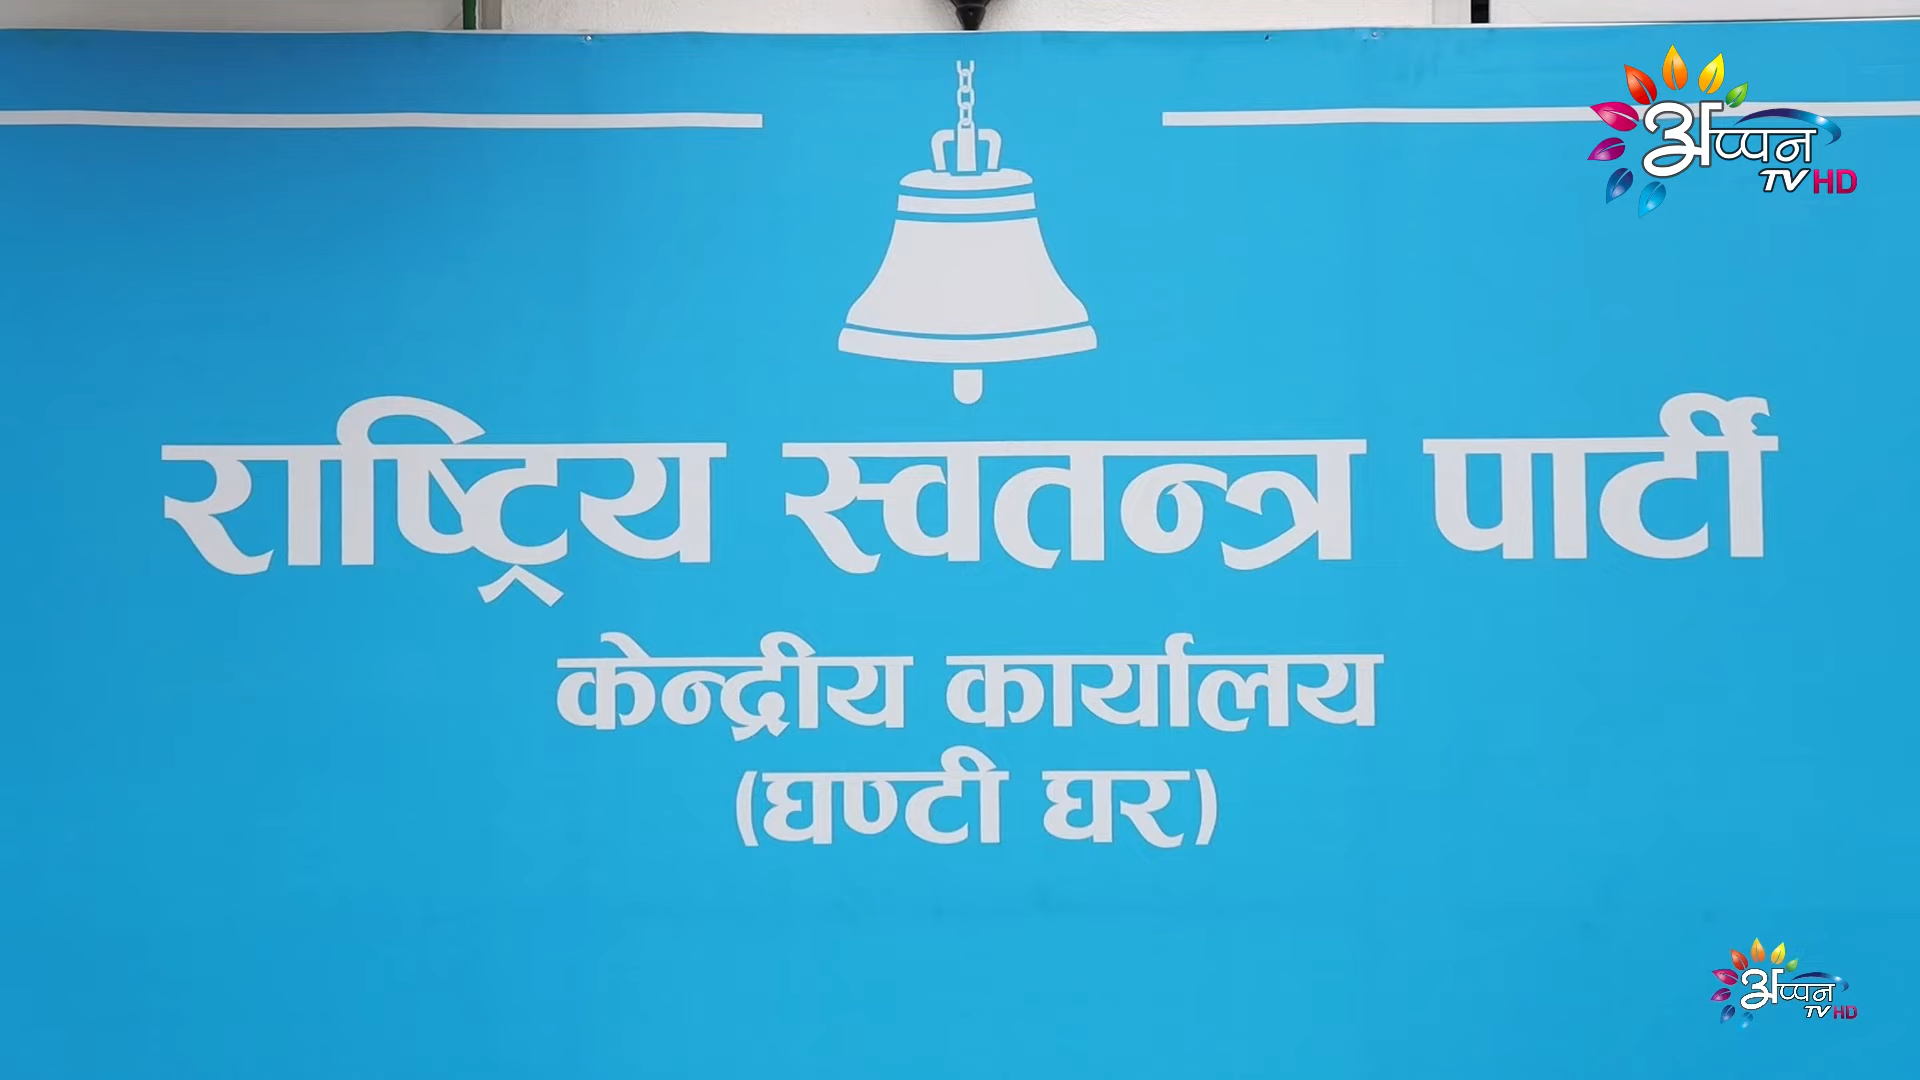 अप्पन
TV HD
राष्ट्रिय स्वतन्त्र पार्टी
केन्द्रीय कार्यालय
(घण्टी घर)
अप्पन
TV HD